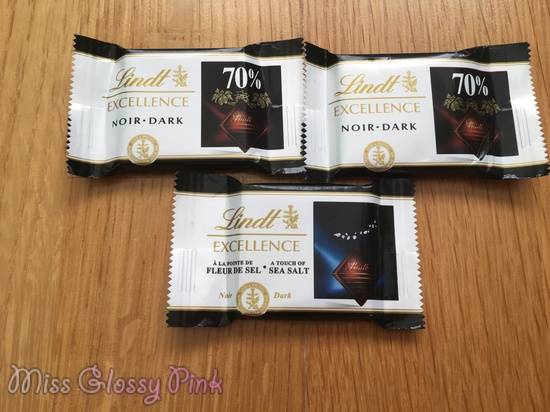 Lindt
EXCELLENCE
NOIR · DARK
70%
Lindt
EXCELLENCE
NOIR · DARK
70%
Lindt
EXCELLENCE
À LA POINTE DE
FLEUR DE SEL
•
A TOUCH OF
SEA SALT
Noir
Dark
Lindt
Miss Glossy Pink